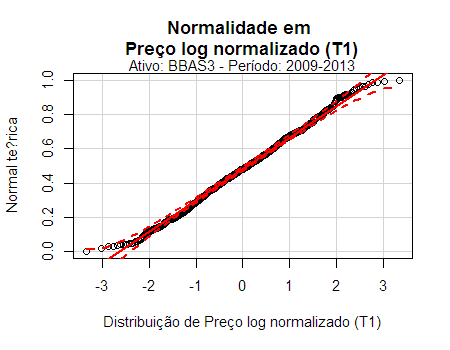 Normalidade em
Preço log normalizado (T1)
Ativo: BBAS3 - Período: 2009-2013
Normal te?rica
1.0
0.8
0.6
0.4
0.2
0.0
-3 -2 -1 0 1 2 3
Distribuição de Preço log normalizado (T1)